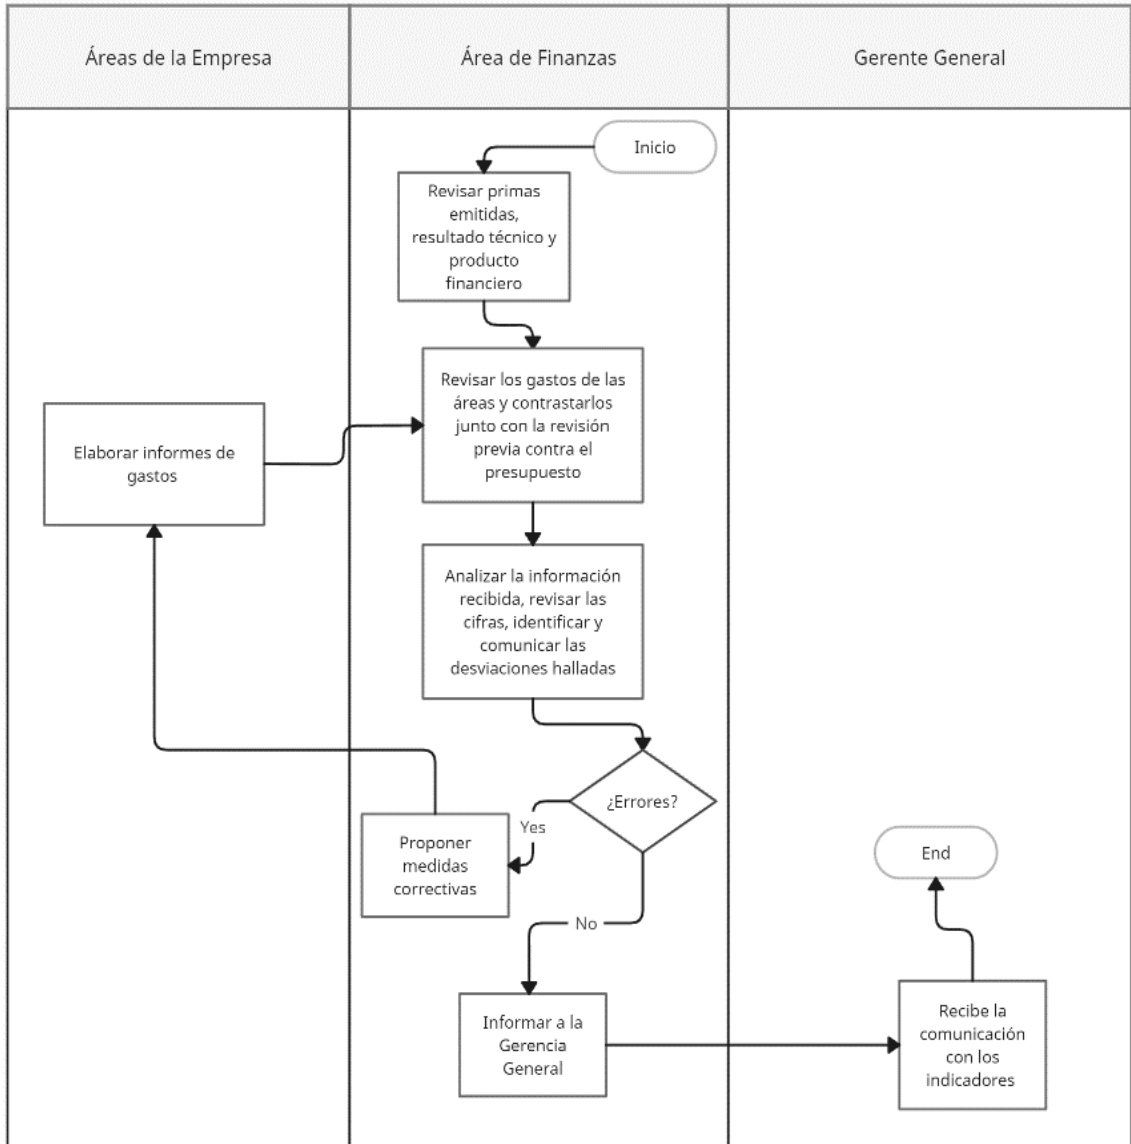 Áreas de la Empresa
Área de Finanzas
Gerente General
Inicio
Revisar primas
emitidas,
resultado técnico y
producto
financiero
Revisar los gastos de las
áreas y contrastarlos
junto con la revisión
previa contra el
presupuesto
Elaborar informes de
gastos
Analizar la información
recibida, revisar las
cifras, identificar y
comunicar las
desviaciones halladas
¿Errores?
Yes
Proponer
medidas
correctivas
No
Informar a la
Gerencia
General
Recibe la
comunicación
con los
indicadores
End